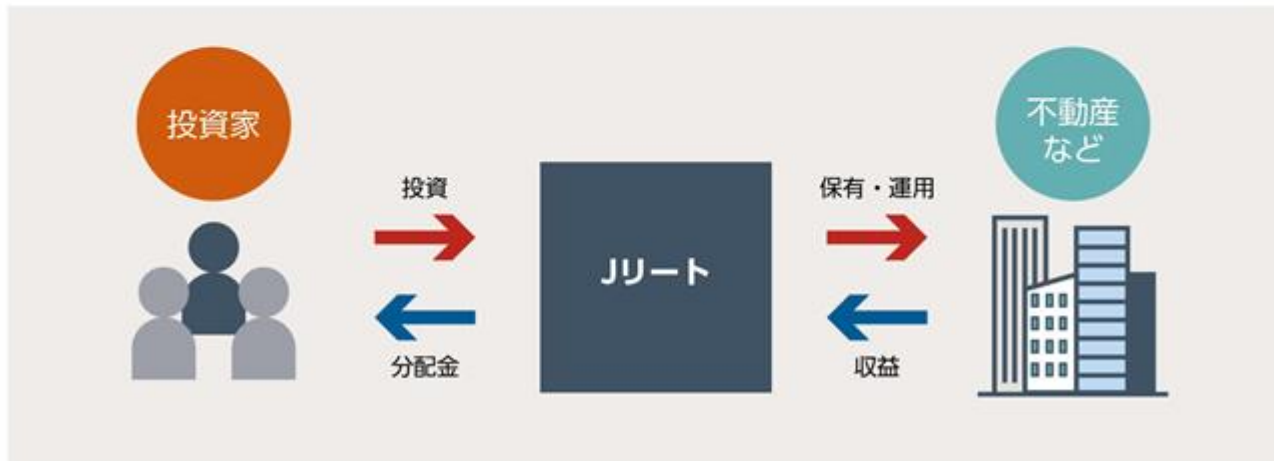 投資家
不動産
など
投資
保有・運用
Jリート
分配金
収益